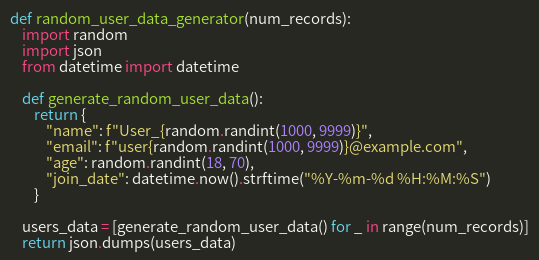 def random_user_data_generator(num_records):
    import random
    import json
    from datetime import datetime

    def generate_random_user_data():
        return {
            "name": f"User_{random.randint(1000, 9999)}",
            "email": f"user{random.randint(1000, 9999)}@example.com",
            "age": random.randint(18, 70),
            "join_date": datetime.now().strftime("%Y-%m-%d %H:%M:%S")
        }

    users_data = [generate_random_user_data() for _ in range(num_records)]
    return json.dumps(users_data)